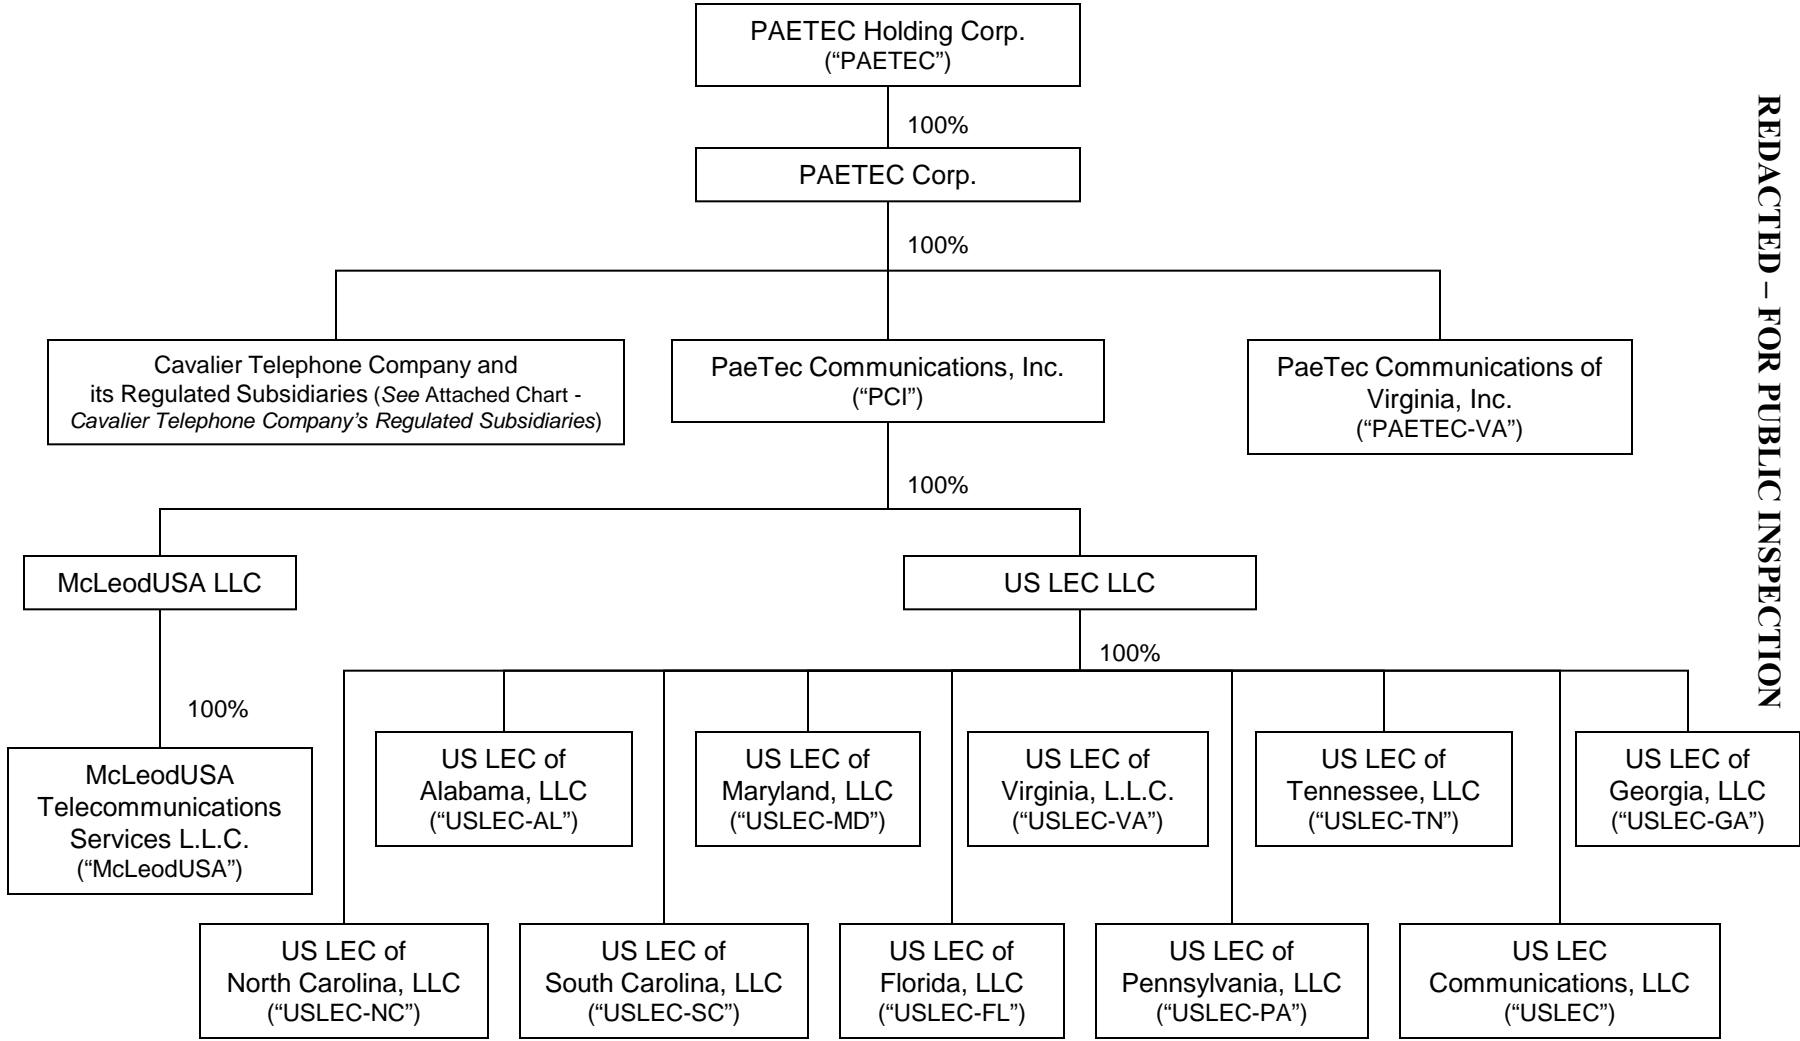 PAETEC Holding Corp.
(“PAETEC”)
100%
PAETEC Corp.
100%
Cavalier Telephone Company and
its Regulated Subsidiaries (See Attached Chart -
Cavalier Telephone Company’s Regulated Subsidiaries)
PaeTec Communications, Inc.
(“PCI”)
PaeTec Communications of
Virginia, Inc.
(“PAETEC-VA”)
100%
McLeodUSA LLC
US LEC LLC
100%
100%
McLeodUSA
Telecommunications
Services L.L.C.
(“McLeodUSA”)
US LEC of
Alabama, LLC
(“USLEC-AL”)
US LEC of
Maryland, LLC
(“USLEC-MD”)
US LEC of
Virginia, L.L.C.
(“USLEC-VA”)
US LEC of
Tennessee, LLC
(“USLEC-TN”)
US LEC of
Georgia, LLC
(“USLEC-GA”)
US LEC of
North Carolina, LLC
(“USLEC-NC”)
US LEC of
South Carolina, LLC
(“USLEC-SC”)
US LEC of
Florida, LLC
(“USLEC-FL”)
US LEC of
Pennsylvania, LLC
(“USLEC-PA”)
US LEC
Communications, LLC
(“USLEC”)
REDACTED – FOR PUBLIC INSPECTION